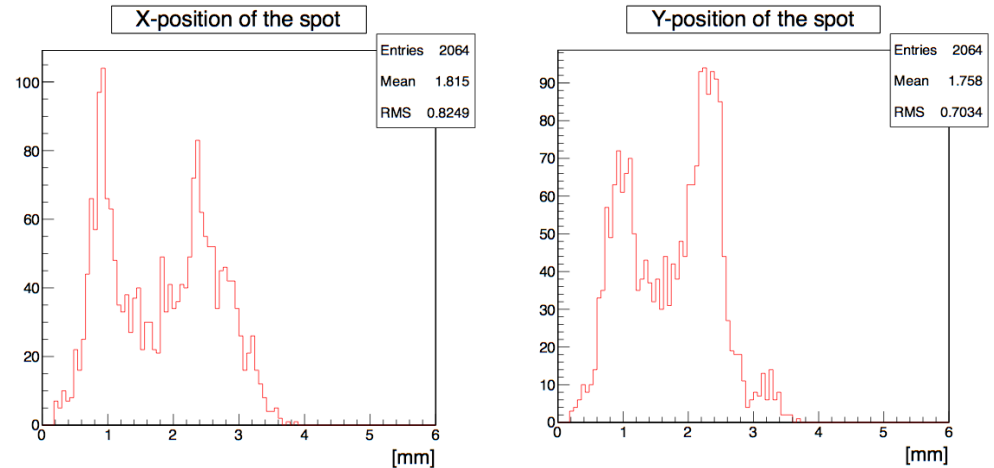 X-position of the spot
Entries 2064
Mean 1.815
RMS 0.8249
100
80
60
40
20
0
0 1 2 3 4 5 6
[mm]
Y-position of the spot
Entries 2064
Mean 1.758
RMS 0.7034
90
80
70
60
50
40
30
20
10
0
0 1 2 3 4 5 6
[mm]